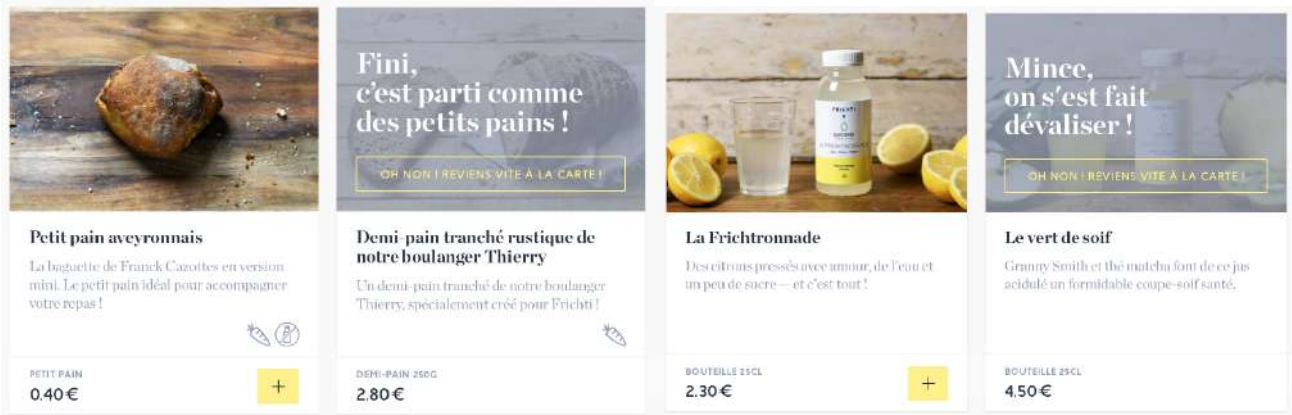 Petit pain aveyronnais
La baguette de Franck Cazottes en version
mini. Le petit pain idéal pour accompagner
votre repas !
PETIT PAIN
0.40 €
Fini,
c'est parti comme
des petits pains !
OH NON ! REVIENS VITE À LA CARTE !
Demi-pain tranché rustique de
notre boulanger Thierry
Un demi-pain tranché de notre boulanger
Thierry, spécialement créé pour Frichti !
DEMI-PAIN 250G
2.80 €
FRICHTI
La Frichtronnade
Des citrons pressés avec amour, de l'eau et
un peu de sucre — et c'est tout !
BOUTEILLE 25CL
2.30 €
Mince,
on s'est fait
dévaliser !
OH NON ! REVIENS VITE À LA CARTE !
Le vert de soif
Granny Smith et thé matcha font de ce jus
acidulé un formidable coupe-soif santé.
BOUTEILLE 25CL
4.50 €